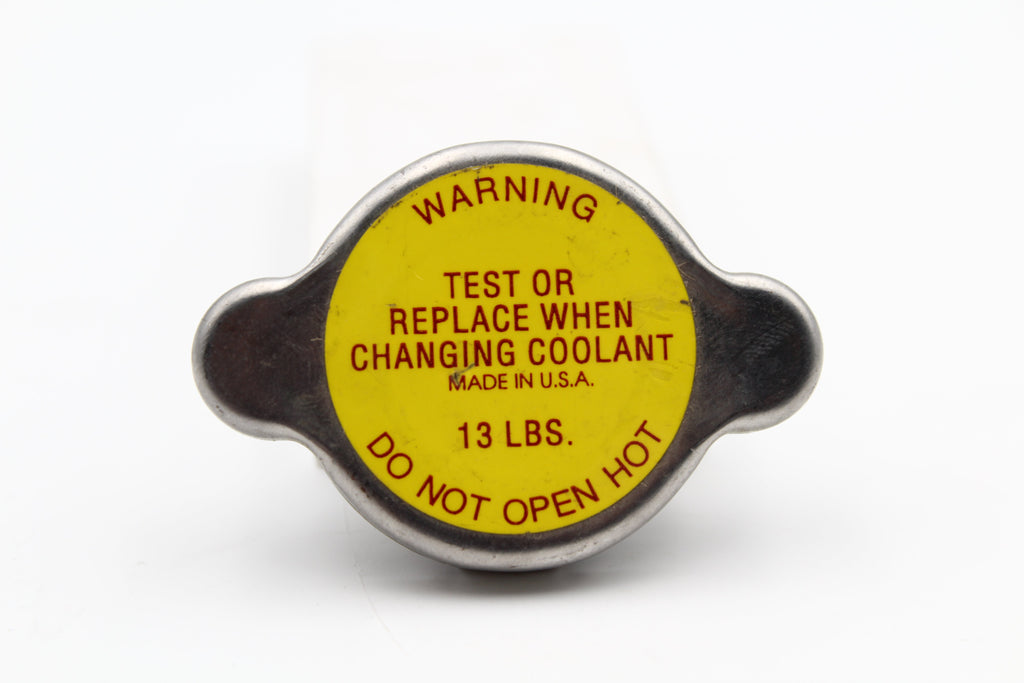 WARNING
TEST OR
REPLACE WHEN
CHANGING COOLANT
MADE IN U.S.A.
13 LBS.
DO NOT OPEN HOT